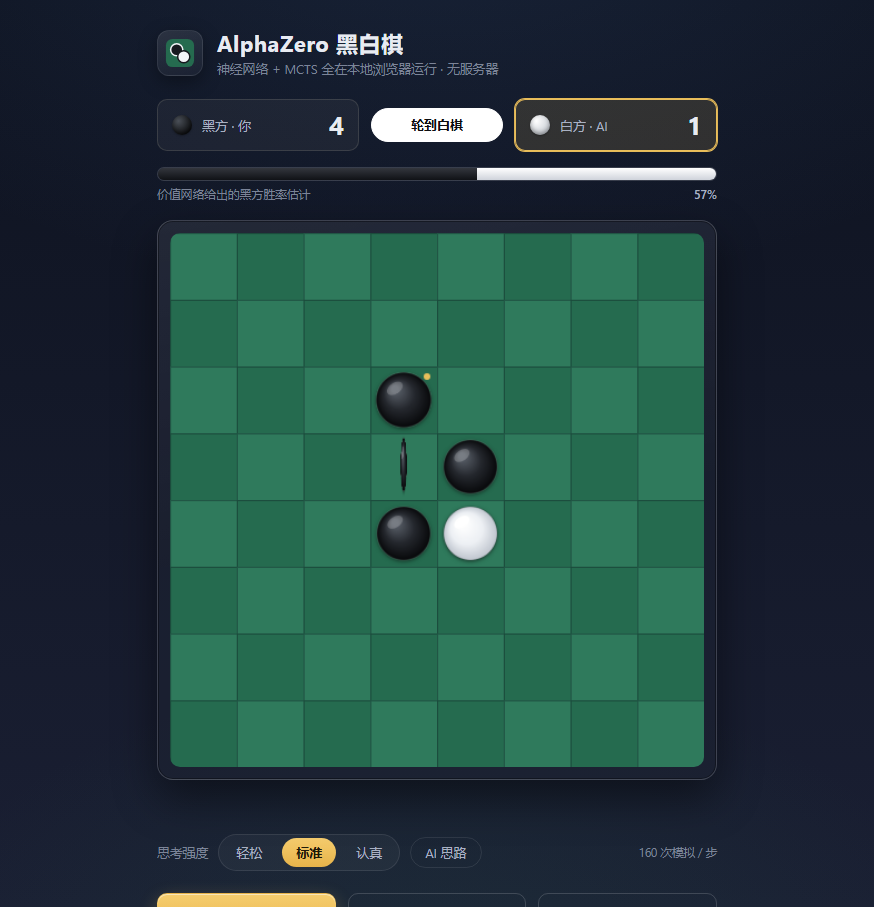 AlphaZero 黑白棋
神经网络 + MCTS 全在本地浏览器运行 · 无服务器
黑方 · 你 4
轮到白棋
白方 · AI 1
价值网络给出的黑方胜率估计 57%
思考强度 轻松 标准 认真 AI 思路 160 次模拟 / 步